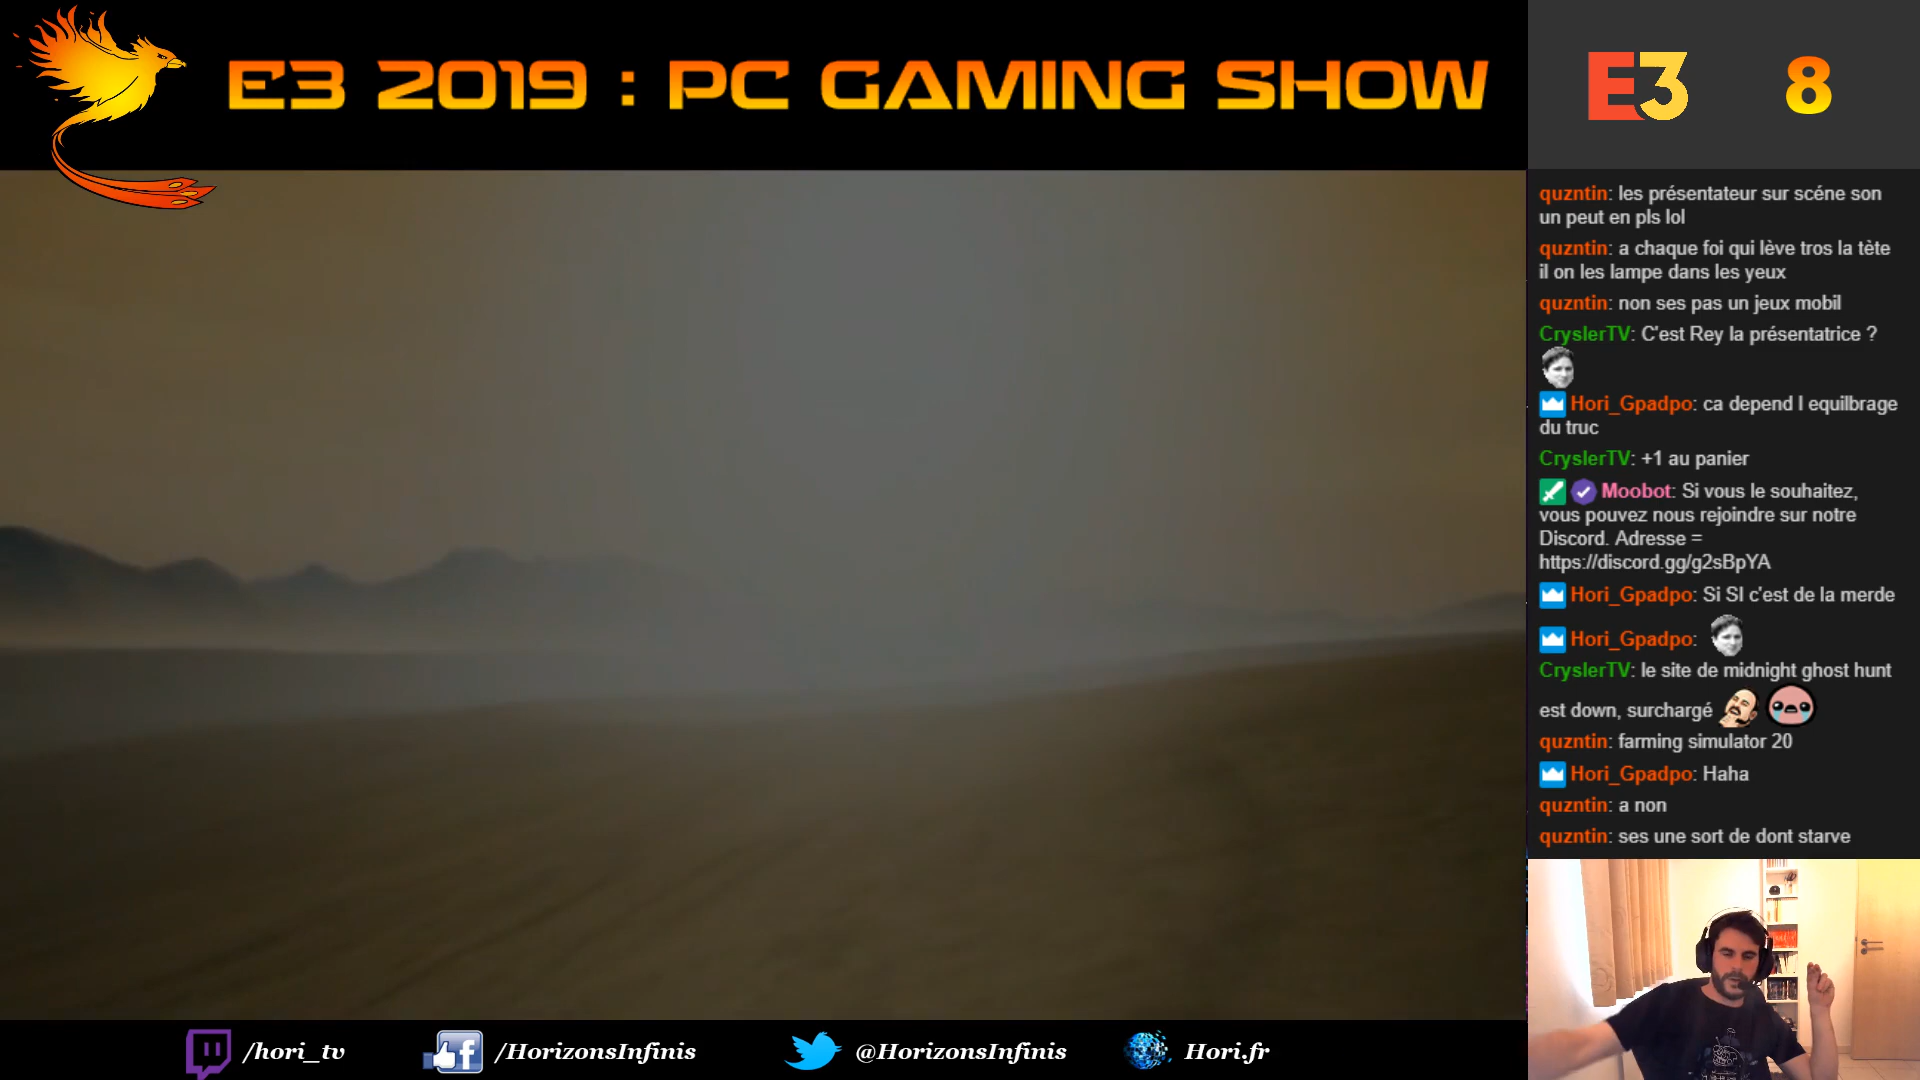 E3 2019 : PC GAMING SHOW
E3
8
quzntin: les présentateur sur scéne son
un peut en pls lol
quzntin: a chaque foi qui lève tros la tète
il on les lampe dans les yeux
quzntin: non ses pas un jeux mobil
CryslerTV: C'est Rey la présentatrice ?
Hori_Gpadpo: ca depend l equilbrage
du truc
CryslerTV: +1 au panier
Moobot: Si vous le souhaitez,
vous pouvez nous rejoindre sur notre
Discord. Adresse =
https://discord.gg/g2sBpYA
Hori_Gpadpo: Si SI c'est de la merde
Hori_Gpadpo:
CryslerTV: le site de midnight ghost hunt
est down, surchargé
quzntin: farming simulator 20
Hori_Gpadpo: Haha
quzntin: a non
quzntin: ses une sort de dont starve
/hori_tv
/HorizonsInfinis
@HorizonsInfinis
Hori.fr